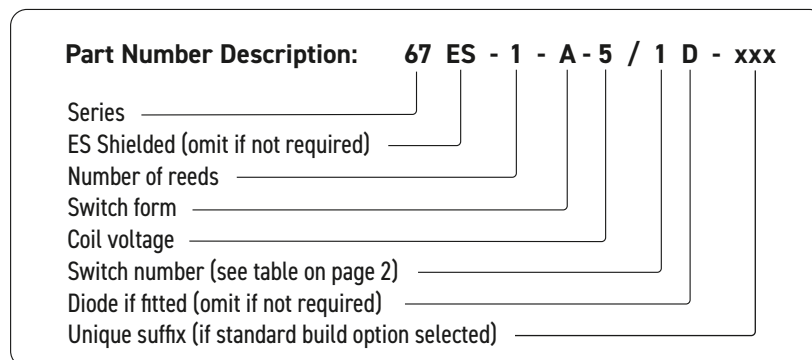 Part Number Description: 67 ES - 1 - A - 5 / 1 D - xxx
Series
ES Shielded (omit if not required)
Number of reeds
Switch form
Coil voltage
Switch number (see table on page 2)
Diode if fitted (omit if not required)
Unique suffix (if standard build option selected)